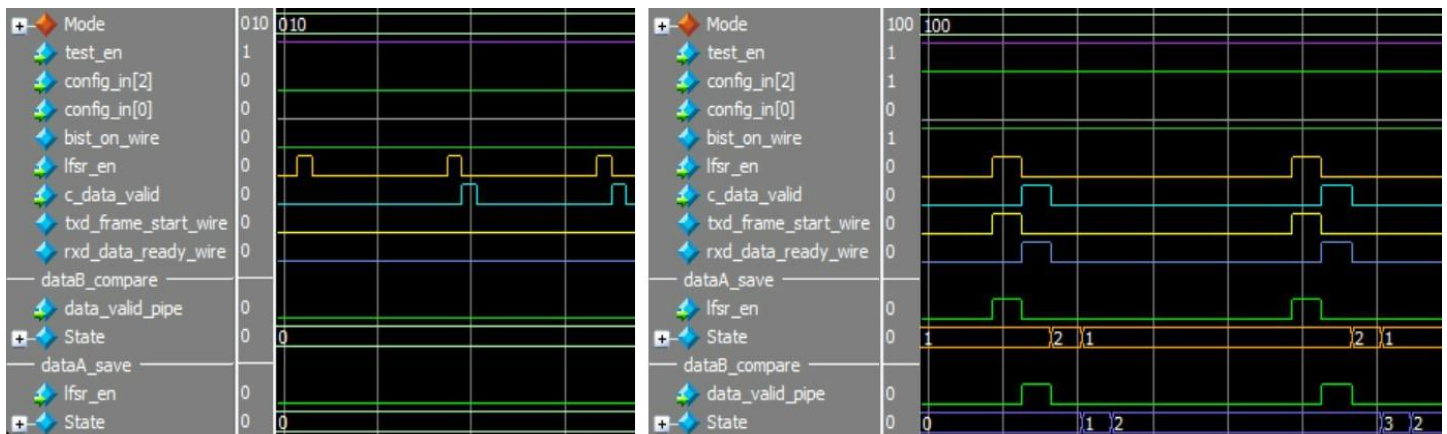 Mode 010 010
test_en 1
config_in[2] 0
config_in[0] 0
bist_on_wire 0
lfsr_en 0
c_data_valid 0
txd_frame_start_wire 0
rxd_data_ready_wire 0
dataB_compare
data_valid_pipe 0
State 0 0
dataA_save
lfsr_en 0
State 0 0
Mode 100 100
test_en 1
config_in[2] 1
config_in[0] 0
bist_on_wire 1
lfsr_en 0
c_data_valid 0
txd_frame_start_wire 0
rxd_data_ready_wire 0
dataA_save
lfsr_en 0
State 0 1 2 1 2 1
dataB_compare
data_valid_pipe 0
State 0 0 1 2 3 2